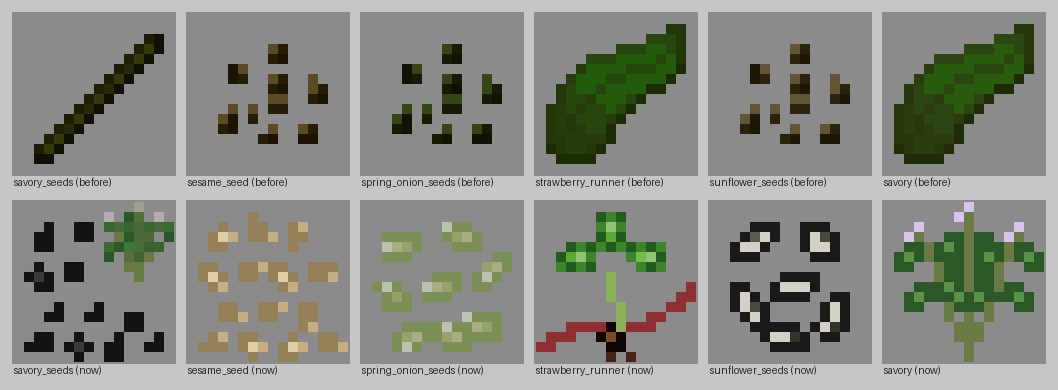 savory_seeds (before)
sesame_seed (before)
spring_onion_seeds (before)
strawberry_runner (before)
sunflower_seeds (before)
savory (before)
savory_seeds (now)
sesame_seed (now)
spring_onion_seeds (now)
strawberry_runner (now)
sunflower_seeds (now)
savory (now)